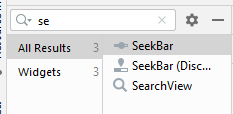 se
All Results 3
Widgets 3
SeekBar
SeekBar (Disc...
SearchView